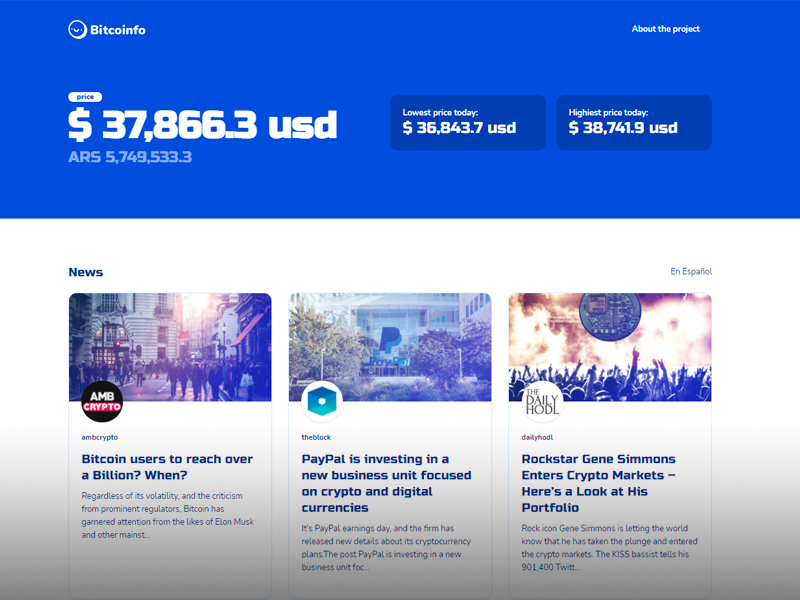 Bitcoinfo
About the project
price
$ 37,866.3 usd
ARS 5,749,533.3
Lowest price today:
$ 36,843.7 usd
Highiest price today:
$ 38,741.9 usd
News
En Español
AMB
CRYPTO
ambcrypto
Bitcoin users to reach over
a Billion? When?
Regardless of its volatility, and the criticism
from prominent regulators, Bitcoin has
garnered attention from the likes of Elon Musk
and other mainst...
PayPal
theblock
PayPal is investing in a
new business unit focused
on crypto and digital
currencies
It's PayPal earnings day, and the firm has
released new details about its cryptocurrency
plans.The post PayPal is investing in a new
business unit foc...
THE
DAILY
HODL
dailyhodl
Rockstar Gene Simmons
Enters Crypto Markets –
Here's a Look at His
Portfolio
Rock icon Gene Simmons is letting the world
know that he has taken the plunge and entered
the crypto markets. The KISS bassist tells his
901,400 Twitt...